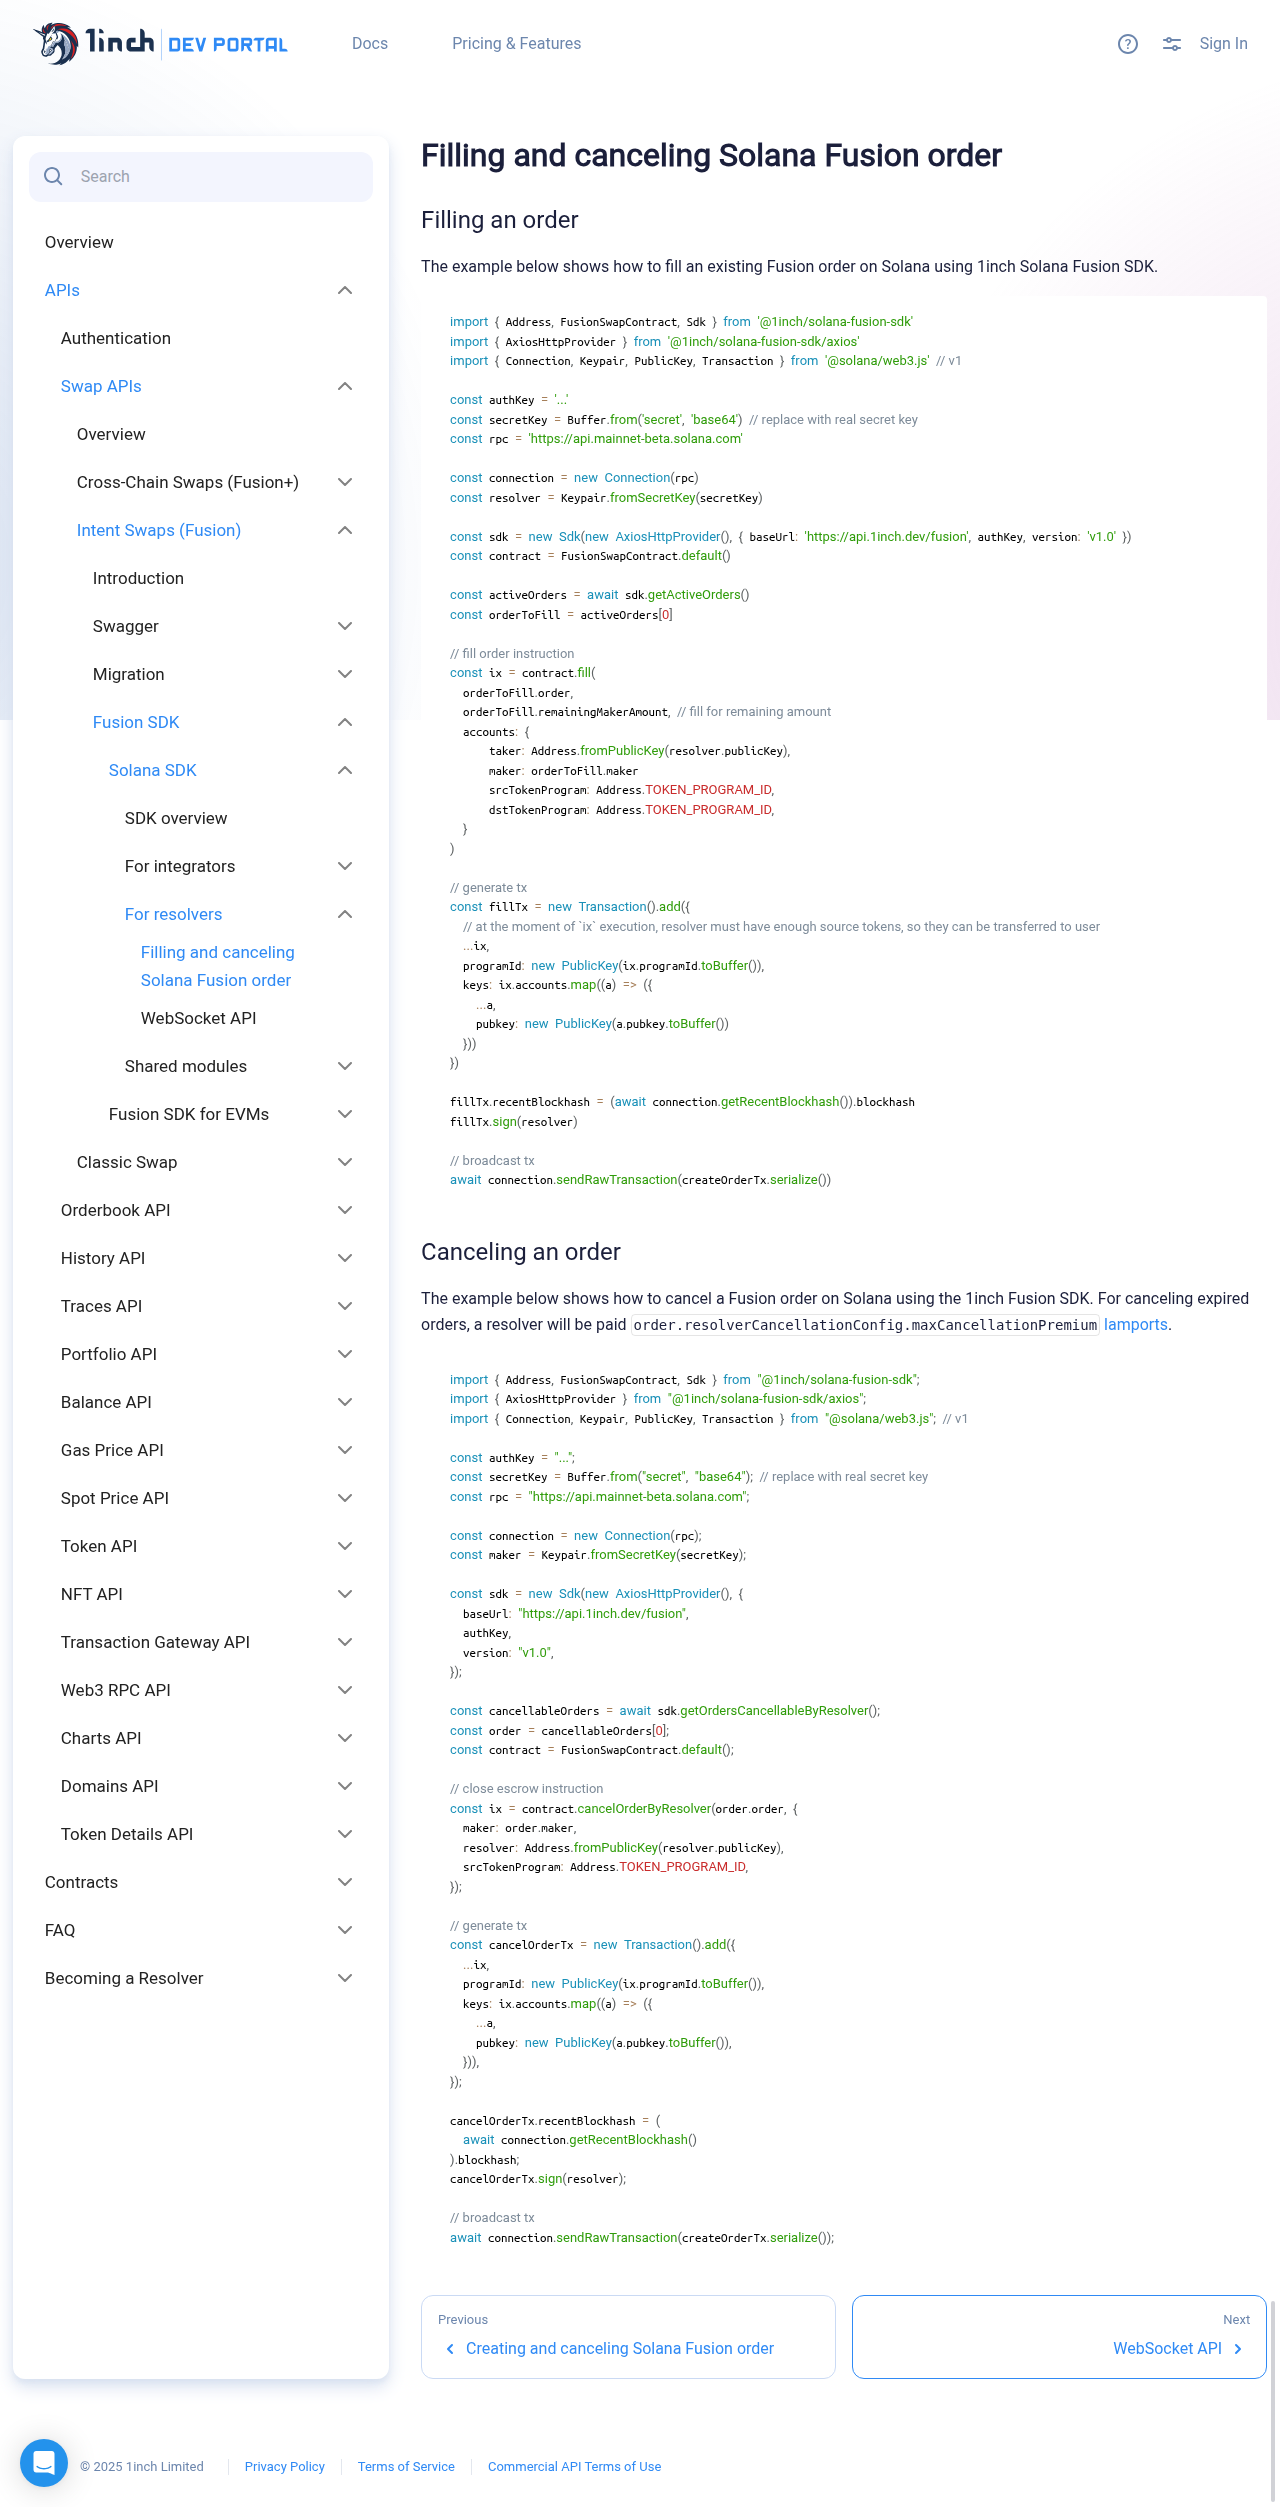 1inch DEV PORTAL Docs Pricing & Features Sign In
Search
Overview
APIs
Authentication
Swap APIs
Overview
Cross-Chain Swaps (Fusion+)
Intent Swaps (Fusion)
Introduction
Swagger
Migration
Fusion SDK
Solana SDK
SDK overview
For integrators
For resolvers
Filling and canceling
Solana Fusion order
WebSocket API
Shared modules
Fusion SDK for EVMs
Classic Swap
Orderbook API
History API
Traces API
Portfolio API
Balance API
Gas Price API
Spot Price API
Token API
NFT API
Transaction Gateway API
Web3 RPC API
Charts API
Domains API
Token Details API
Contracts
FAQ
Becoming a Resolver
Filling and canceling Solana Fusion order
Filling an order
The example below shows how to fill an existing Fusion order on Solana using 1inch Solana Fusion SDK.
import { Address, FusionSwapContract, Sdk } from '@1inch/solana-fusion-sdk'
import { AxiosHttpProvider } from '@1inch/solana-fusion-sdk/axios'
import { Connection, Keypair, PublicKey, Transaction } from '@solana/web3.js' // v1
const authKey = '...'
const secretKey = Buffer.from('secret', 'base64') // replace with real secret key
const rpc = 'https://api.mainnet-beta.solana.com'
const connection = new Connection(rpc)
const resolver = Keypair.fromSecretKey(secretKey)
const sdk = new Sdk(new AxiosHttpProvider(), { baseUrl: 'https://api.1inch.dev/fusion', authKey, version: 'v1.0' })
const contract = FusionSwapContract.default()
const activeOrders = await sdk.getActiveOrders()
const orderToFill = activeOrders[0]
// fill order instruction
const ix = contract.fill(
orderToFill.order,
orderToFill.remainingMakerAmount, // fill for remaining amount
accounts: {
taker: Address.fromPublicKey(resolver.publicKey),
maker: orderToFill.maker
srcTokenProgram: Address.TOKEN_PROGRAM_ID,
dstTokenProgram: Address.TOKEN_PROGRAM_ID,
}
)
// generate tx
const fillTx = new Transaction().add({
// at the moment of `ix` execution, resolver must have enough source tokens, so they can be transferred to user
...ix,
programId: new PublicKey(ix.programId.toBuffer()),
keys: ix.accounts.map((a) => ({
...a,
pubkey: new PublicKey(a.pubkey.toBuffer())
}))
})
fillTx.recentBlockhash = (await connection.getRecentBlockhash()).blockhash
fillTx.sign(resolver)
// broadcast tx
await connection.sendRawTransaction(createOrderTx.serialize())
Canceling an order
The example below shows how to cancel a Fusion order on Solana using the 1inch Fusion SDK. For canceling expired
orders, a resolver will be paid order.resolverCancellationConfig.maxCancellationPremium lamports.
import { Address, FusionSwapContract, Sdk } from "@1inch/solana-fusion-sdk";
import { AxiosHttpProvider } from "@1inch/solana-fusion-sdk/axios";
import { Connection, Keypair, PublicKey, Transaction } from "@solana/web3.js"; // v1
const authKey = "...";
const secretKey = Buffer.from("secret", "base64"); // replace with real secret key
const rpc = "https://api.mainnet-beta.solana.com";
const connection = new Connection(rpc);
const maker = Keypair.fromSecretKey(secretKey);
const sdk = new Sdk(new AxiosHttpProvider(), {
baseUrl: "https://api.1inch.dev/fusion",
authKey,
version: "v1.0",
});
const cancellableOrders = await sdk.getOrdersCancellableByResolver();
const order = cancellableOrders[0];
const contract = FusionSwapContract.default();
// close escrow instruction
const ix = contract.cancelOrderByResolver(order.order, {
maker: order.maker,
resolver: Address.fromPublicKey(resolver.publicKey),
srcTokenProgram: Address.TOKEN_PROGRAM_ID,
});
// generate tx
const cancelOrderTx = new Transaction().add({
...ix,
programId: new PublicKey(ix.programId.toBuffer()),
keys: ix.accounts.map((a) => ({
...a,
pubkey: new PublicKey(a.pubkey.toBuffer()),
})),
});
cancelOrderTx.recentBlockhash = (
await connection.getRecentBlockhash()
).blockhash;
cancelOrderTx.sign(resolver);
// broadcast tx
await connection.sendRawTransaction(createOrderTx.serialize());
Previous
Creating and canceling Solana Fusion order
Next
WebSocket API
© 2025 1inch Limited Privacy Policy Terms of Service Commercial API Terms of Use